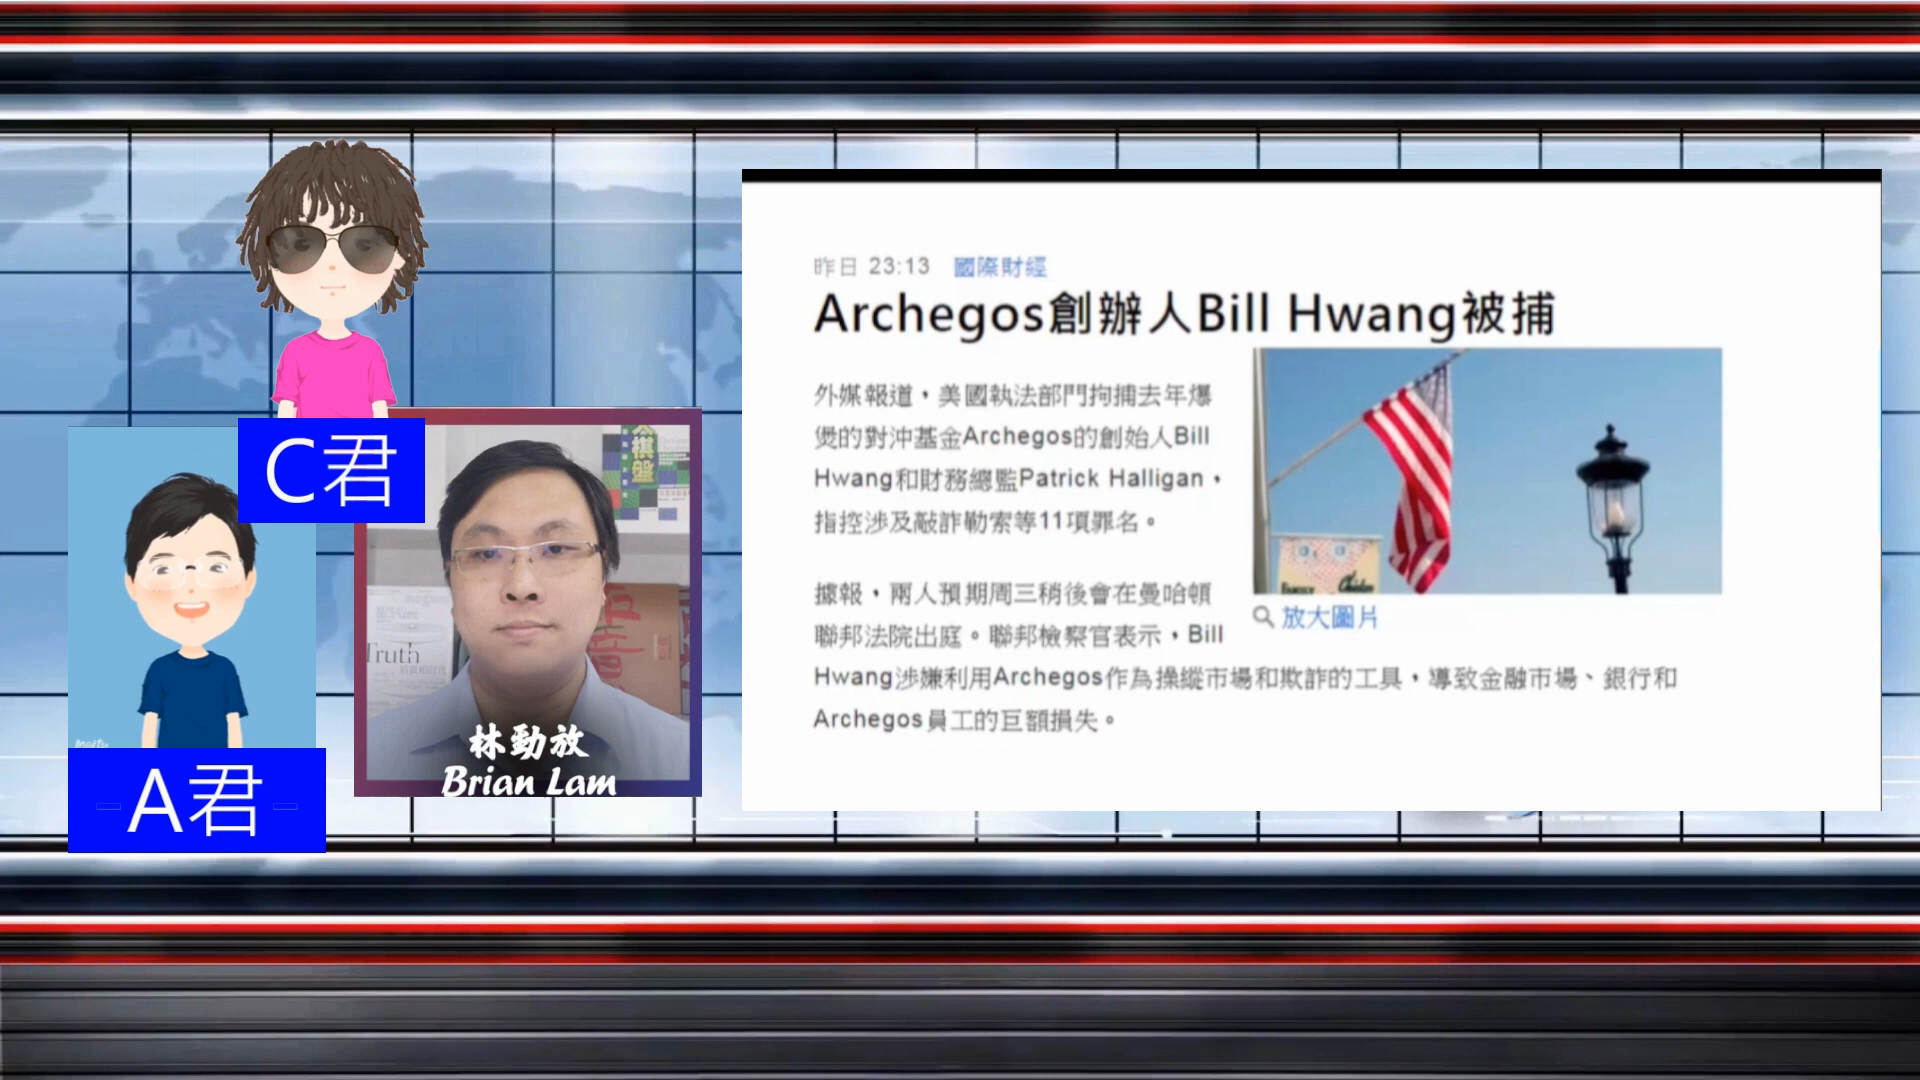 C君
A君
棋盤
Truth
林勁放
Brian Lam
昨日 23:13 國際財經
Archegos創辦人Bill Hwang被捕
外媒報道，美國執法部門拘捕去年爆
煲的對沖基金Archegos的創始人Bill
Hwang和財務總監Patrick Halligan，
指控涉及敲詐勒索等11項罪名。
據報，兩人預期周三稍後會在曼哈頓
聯邦法院出庭。聯邦檢察官表示，Bill
Hwang涉嫌利用Archegos作為操縱市場和欺詐的工具，導致金融市場、銀行和
Archegos員工的巨額損失。
放大圖片